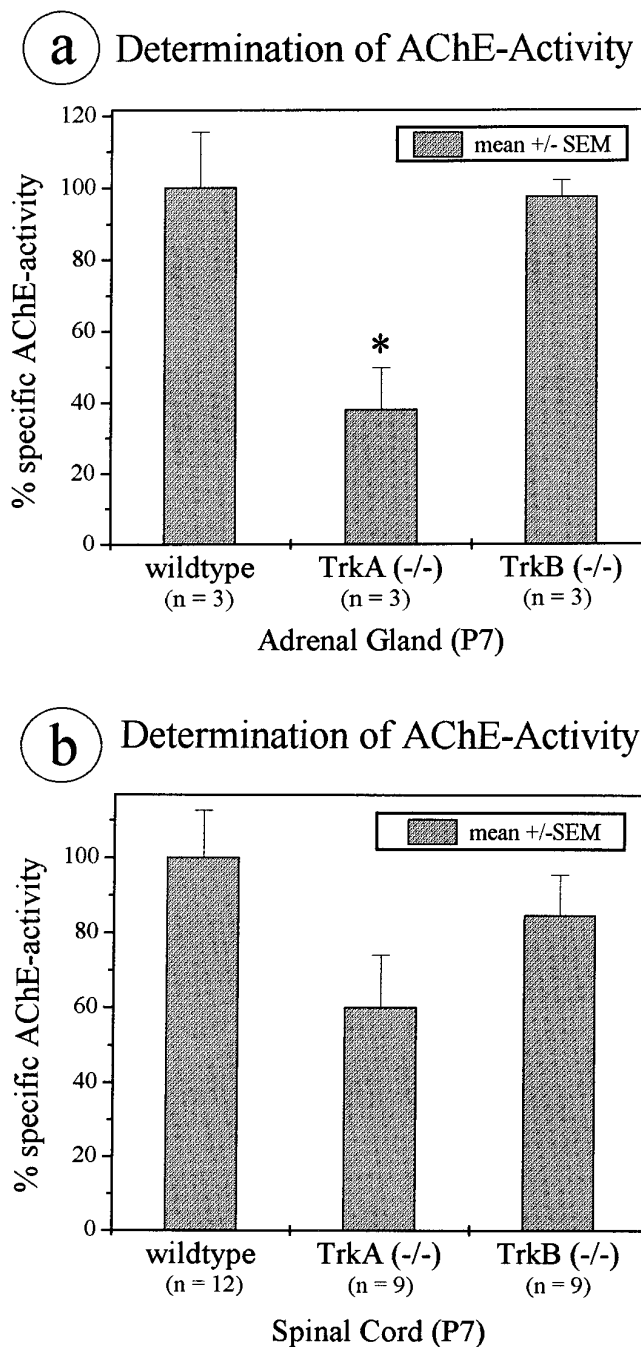 a Determination of AChE-Activity
120
100
80
60
40
20
0
% specific AChE-activity
mean +/- SEM
*
wildtype TrkA (-/-) TrkB (-/-)
(n = 3) (n = 3) (n = 3)
Adrenal Gland (P7)
b Determination of AChE-Activity
100
80
60
40
20
0
% specific AChE-activity
mean +/-SEM
wildtype TrkA (-/-) TrkB (-/-)
(n = 12) (n = 9) (n = 9)
Spinal Cord (P7)